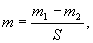 m = (m₁ − m₂) / S ,